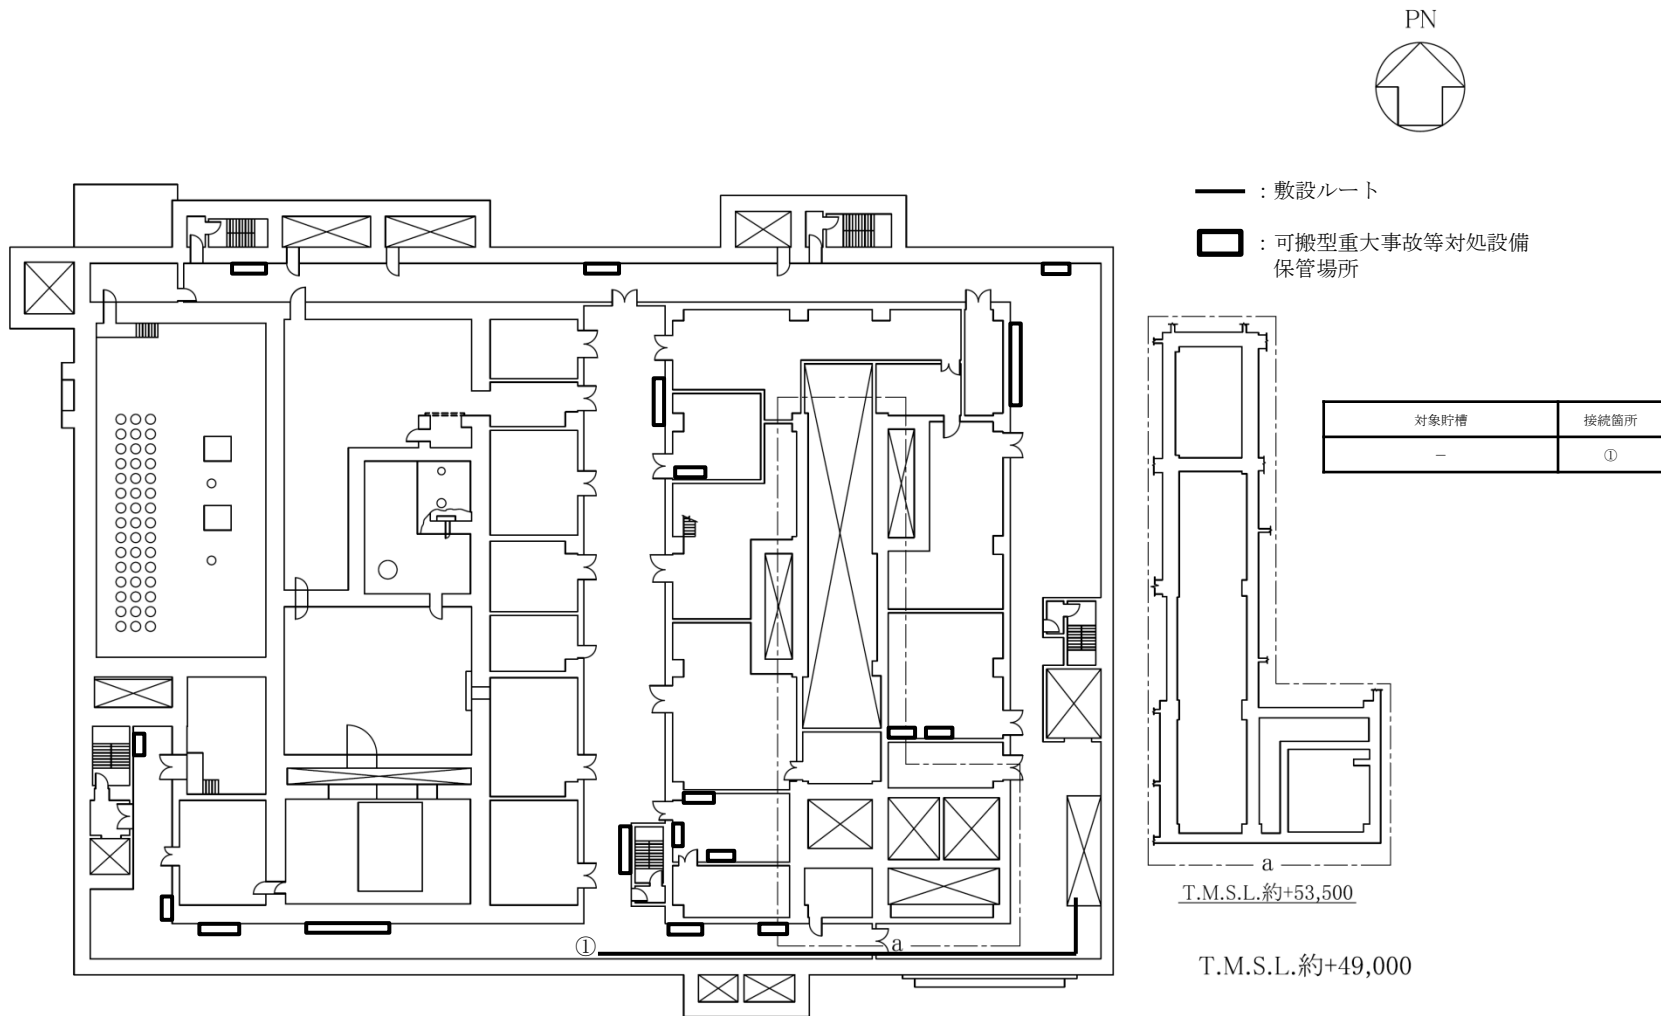 PN
：敷設ルート
：可搬型重大事故等対処設備
保管場所
対象貯槽 接続箇所
－ ①
a
T.M.S.L.約+53,500
① a
T.M.S.L.約+49,000